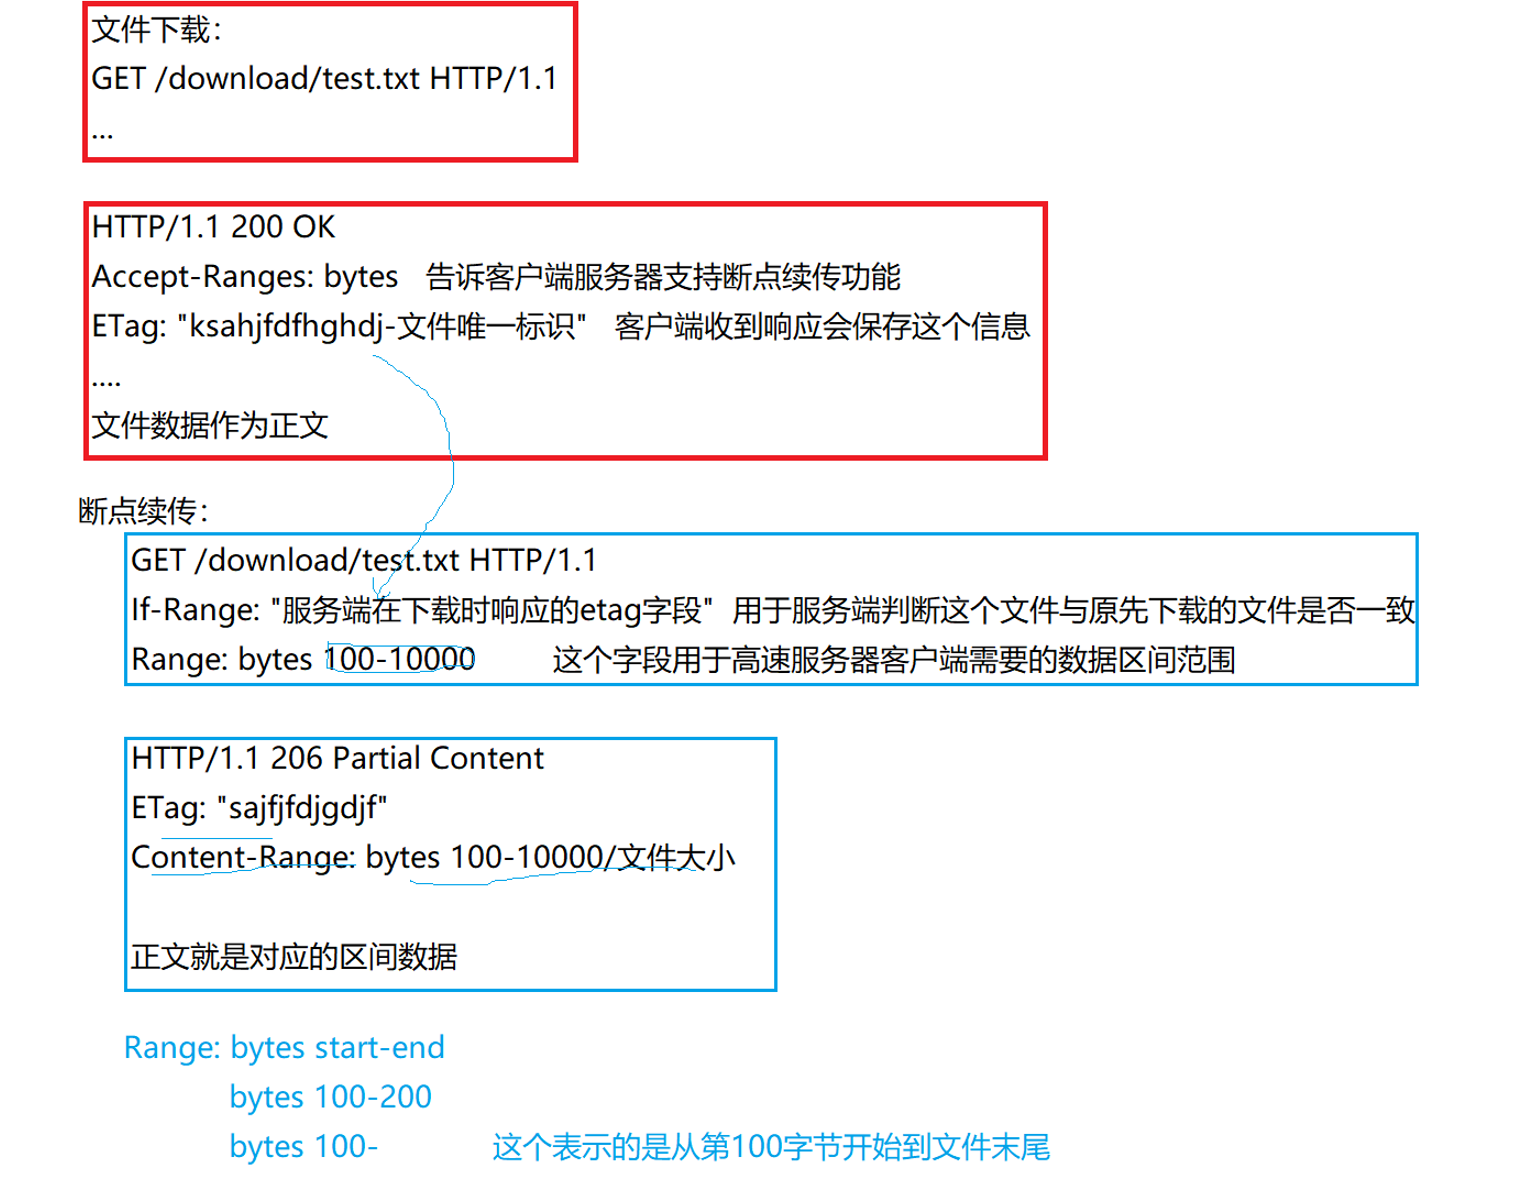 文件下载：
GET /download/test.txt HTTP/1.1
...
HTTP/1.1 200 OK
Accept-Ranges: bytes   告诉客户端服务器支持断点续传功能
ETag: "ksahjfdfhghdj-文件唯一标识"   客户端收到响应会保存这个信息
....
文件数据作为正文
断点续传：
GET /download/test.txt HTTP/1.1
If-Range: "服务端在下载时响应的etag字段"  用于服务端判断这个文件与原先下载的文件是否一致
Range: bytes 100-10000   这个字段用于高速服务器客户端需要的数据区间范围
HTTP/1.1 206 Partial Content
ETag: "sajfjfdjgdjf"
Content-Range: bytes 100-10000/文件大小
正文就是对应的区间数据
Range: bytes start-end
bytes 100-200
bytes 100-   这个表示的是从第100字节开始到文件末尾